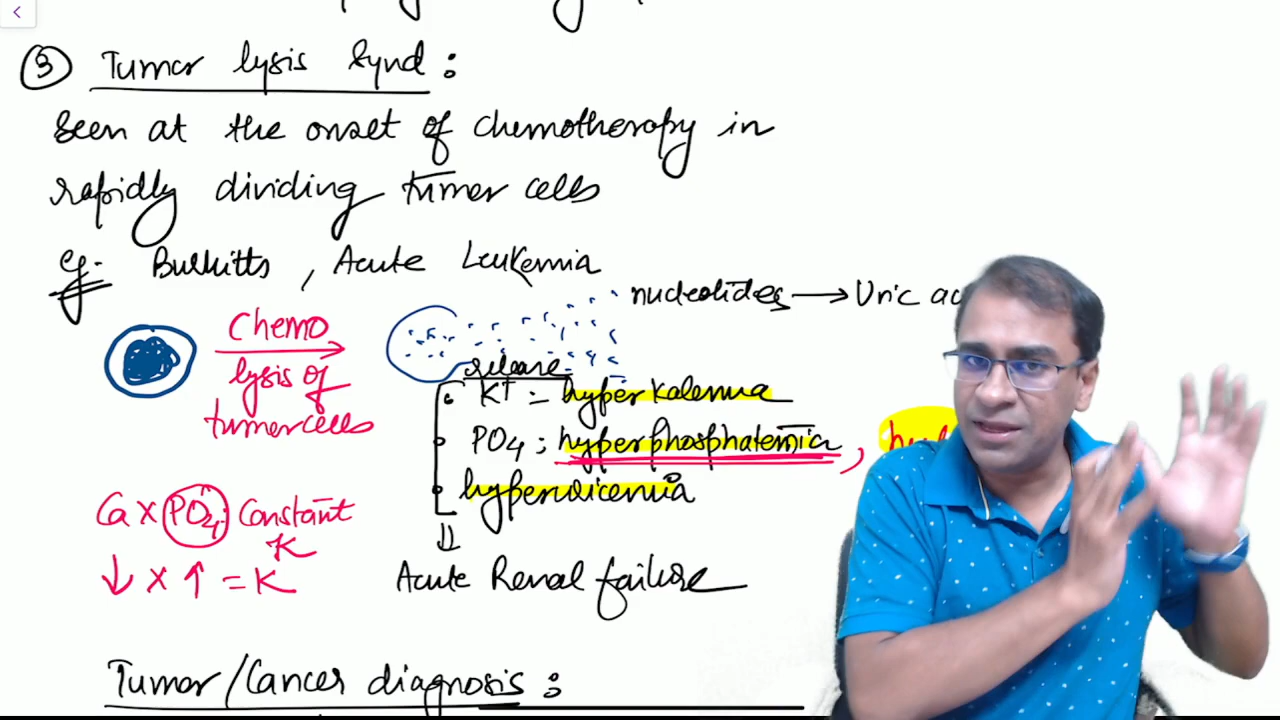 ③ Tumor lysis Synd :
Seen at the onset of chemotherapy in
rapidly dividing tumor cells
eg:- Burkitts , Acute Leukemia
nucleotides → Uric ac
Chemo
lysis of
tumor cells
release
K+ = hyperkalemia
PO4 : hyperphosphatemia ,
hyperuricemia
⇓
Acute Renal failure
Ca X PO4 = Constant
K
↓ X ↑ = K
Tumor/Cancer diagnosis :